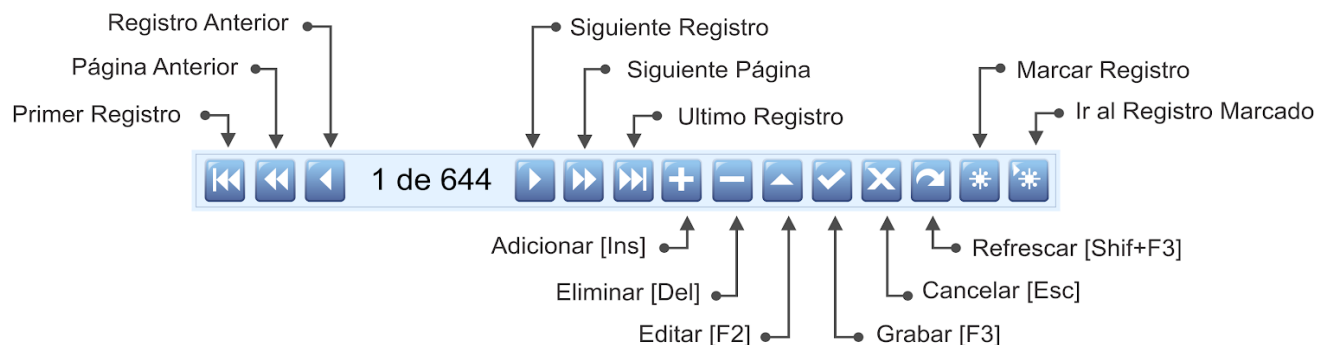 Registro Anterior
Siguiente Registro
Página Anterior
Siguiente Página
Marcar Registro
Primer Registro
Ultimo Registro
Ir al Registro Marcado
1 de 644
Adicionar [Ins]
Refrescar [Shif+F3]
Eliminar [Del]
Cancelar [Esc]
Editar [F2]
Grabar [F3]